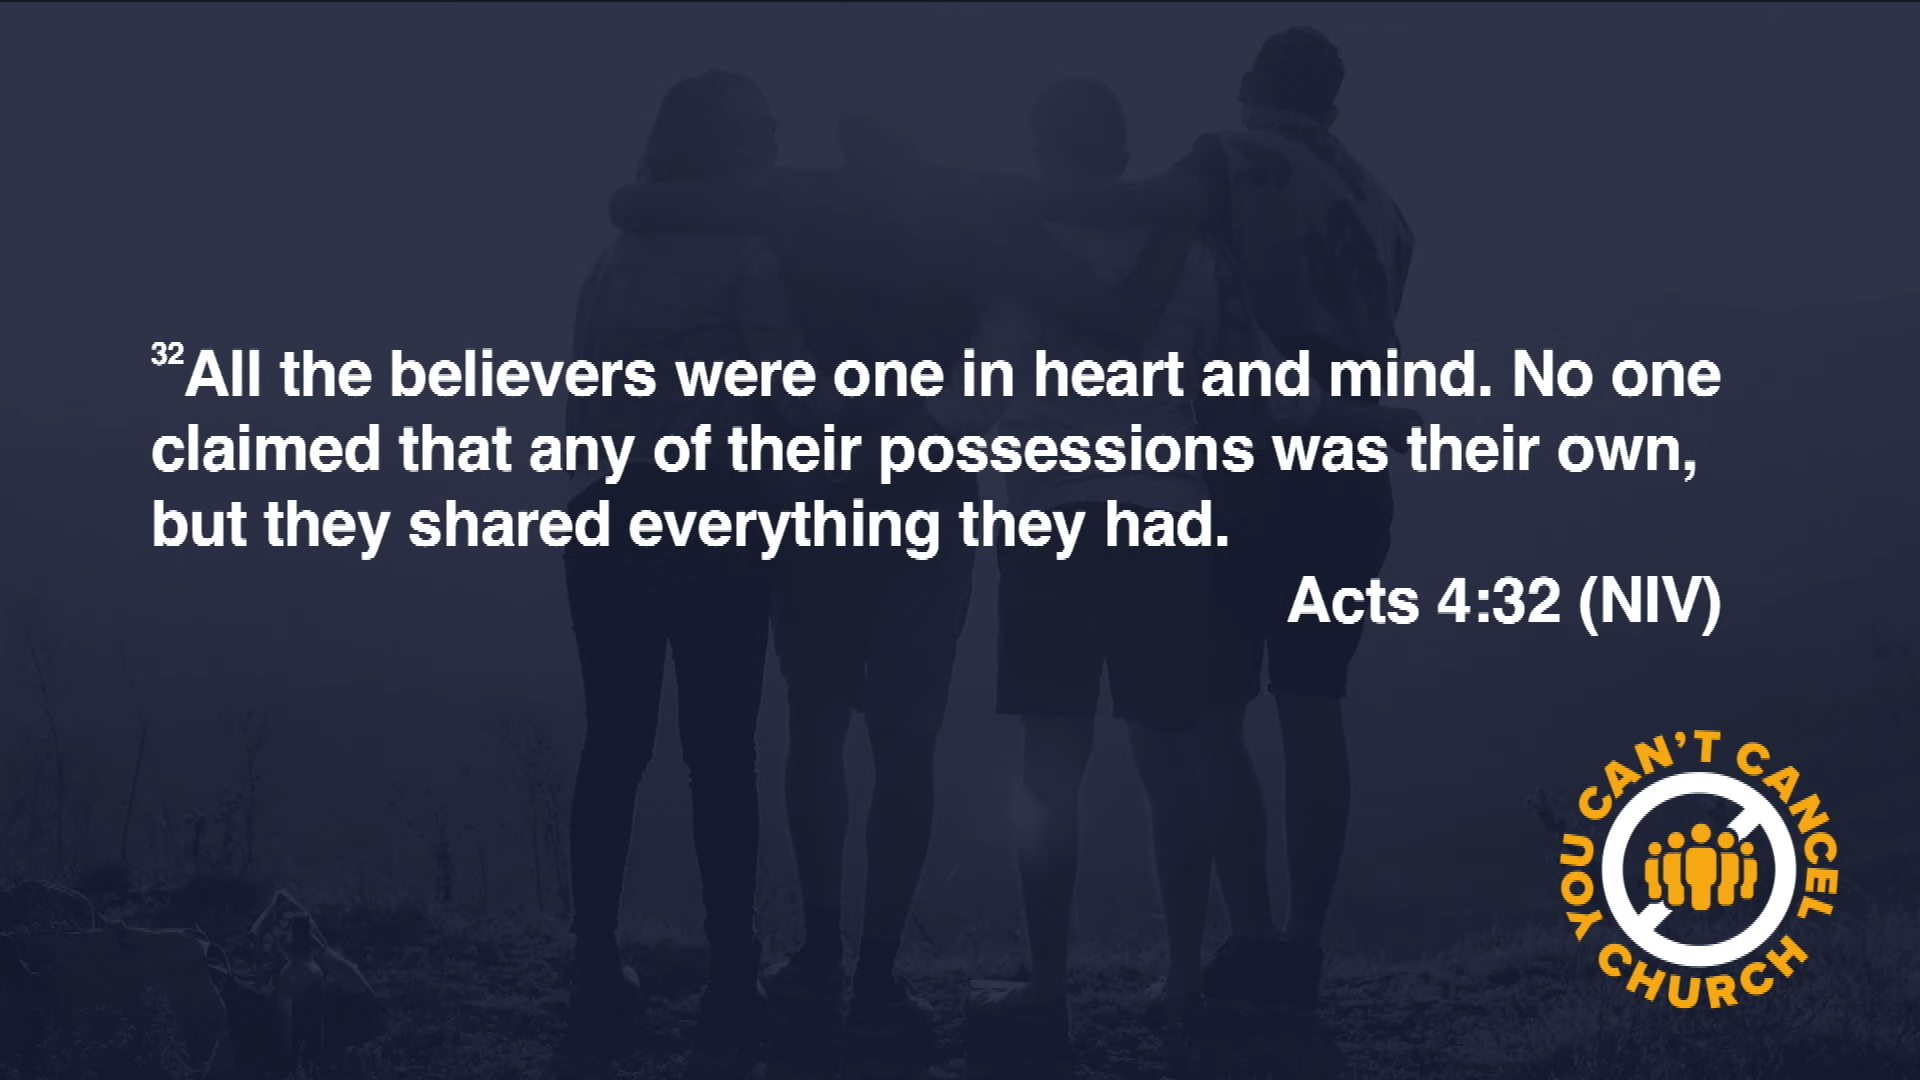 ³²All the believers were one in heart and mind. No one
claimed that any of their possessions was their own,
but they shared everything they had.
Acts 4:32 (NIV)
YOU CAN'T CANCEL
CHURCH